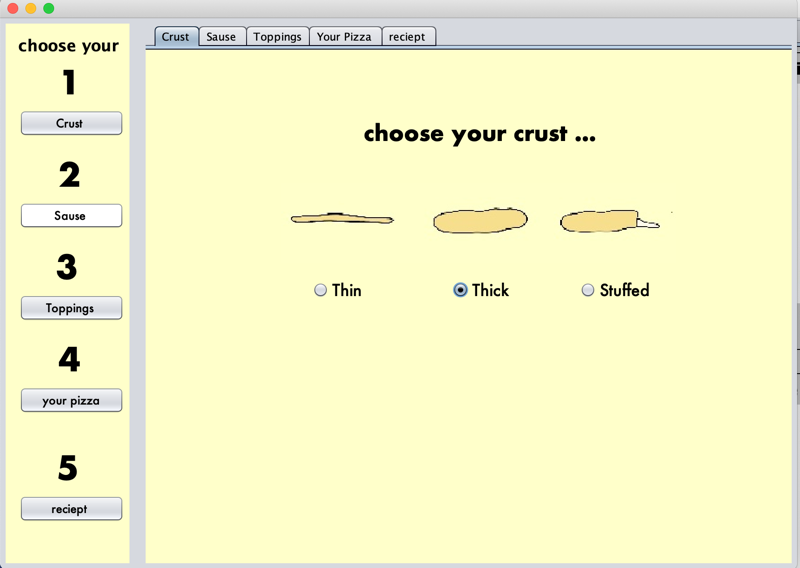 choose your
1
Crust
2
Sause
3
Toppings
4
your pizza
5
reciept
Crust Sause Toppings Your Pizza reciept
choose your crust ...
Thin Thick Stuffed